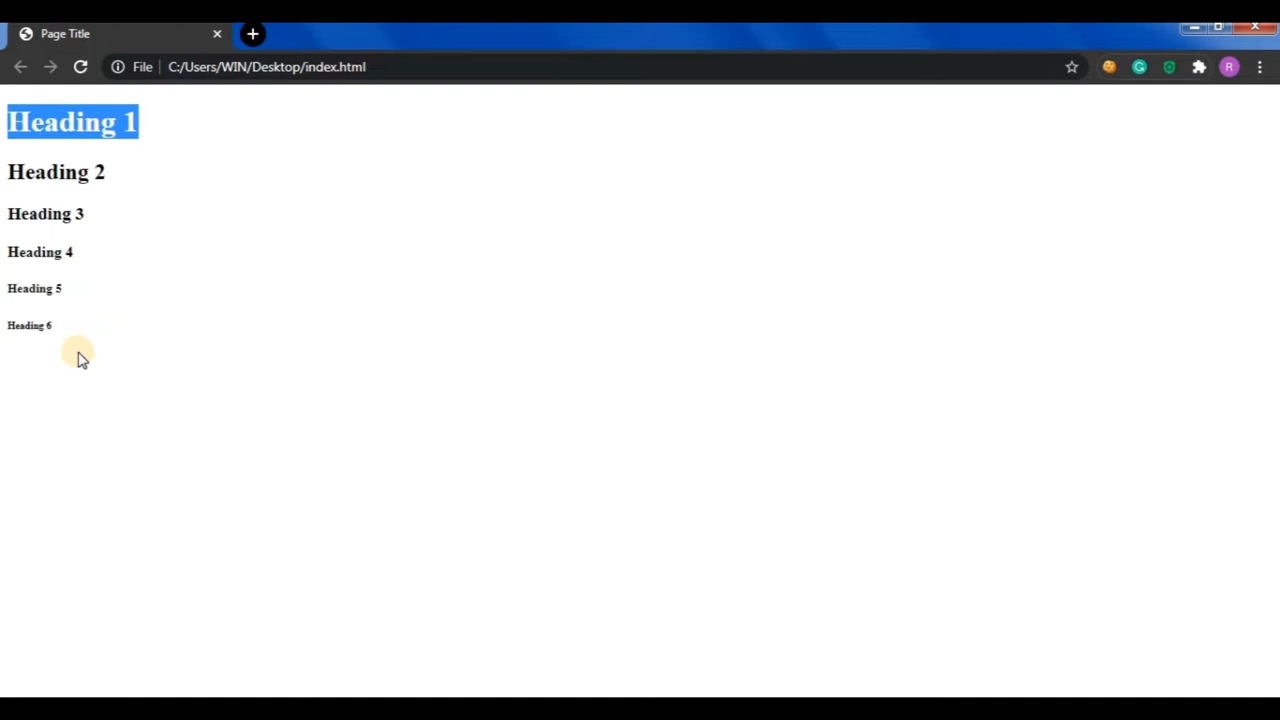 Page Title
File C:/Users/WIN/Desktop/index.html
R
Heading 1
Heading 2
Heading 3
Heading 4
Heading 5
Heading 6